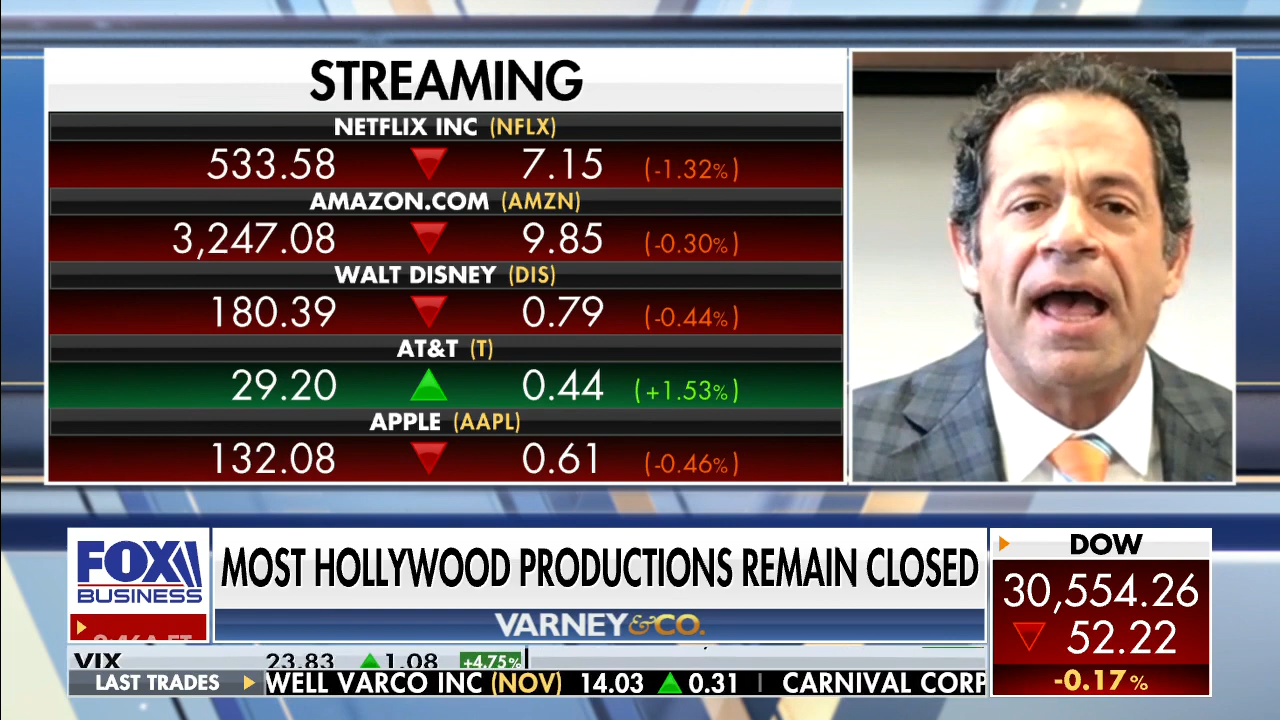 STREAMING
NETFLIX INC (NFLX)
533.58 ▼ 7.15 (-1.32%)
AMAZON.COM (AMZN)
3,247.08 ▼ 9.85 (-0.30%)
WALT DISNEY (DIS)
180.39 ▼ 0.79 (-0.44%)
AT&T (T)
29.20 ▲ 0.44 (+1.53%)
APPLE (AAPL)
132.08 ▼ 0.61 (-0.46%)
FOX BUSINESS
MOST HOLLYWOOD PRODUCTIONS REMAIN CLOSED
VARNEY & CO.
DOW
30,554.26
▼ 52.22
-0.17%
VIX 23.83 ▲ 1.08 +4.75%
LAST TRADES WELL VARCO INC (NOV) 14.03 ▲ 0.31 | CARNIVAL CORP